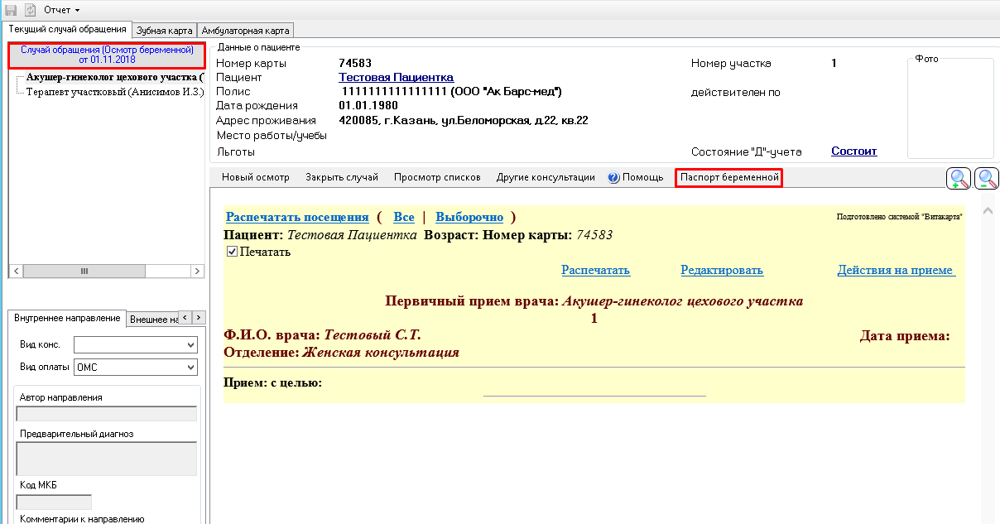 Отчет
Текущий случай обращения Зубная карта Амбулаторная карта
Случай обращения (Осмотр беременной)
от 01.11.2018
Акушер-гинеколог цехового участка (
Терапевт участковый (Анисимов И.З.)
Данные о пациенте
Номер карты 74583 Номер участка 1
Пациент Тестовая Пациентка
Полис 1111111111111111 (ООО "Ак Барс-мед") действителен по
Дата рождения 01.01.1980
Адрес проживания 420085, г.Казань, ул.Беломорская, д.22, кв.22
Место работы/учебы
Льготы Состояние "Д"-учета Состоит
Фото
Новый осмотр Закрыть случай Просмотр списков Другие консультации Помощь Паспорт беременной
Распечатать посещения ( Все | Выборочно ) Подготовлено системой "Витакарта"
Пациент: Тестовая Пациентка Возраст: Номер карты: 74583
Печатать
Распечатать Редактировать Действия на приеме
Первичный прием врача: Акушер-гинеколог цехового участка
1
Ф.И.О. врача: Тестовый С.Т. Дата приема:
Отделение: Женская консультация
Прием: с целью:
Внутреннее направление Внешнее на
Вид конс.
Вид оплаты ОМС
Автор направления
Предварительный диагноз
Код МКБ
Комментарии к направлению